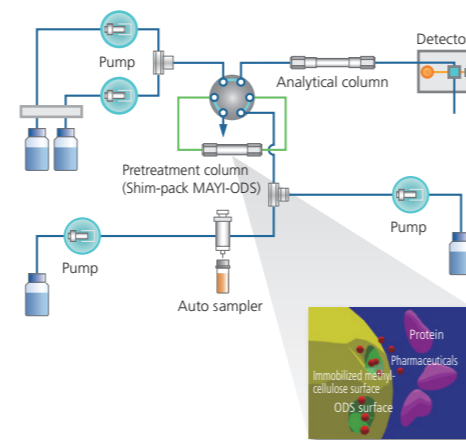 Pump
Detecto
Analytical column
Pretreatment column
(Shim-pack MAYI-ODS)
Pump
Pump
Auto sampler
Protein
Pharmaceuticals
Immobilized methyl-
cellulose surface
ODS surface